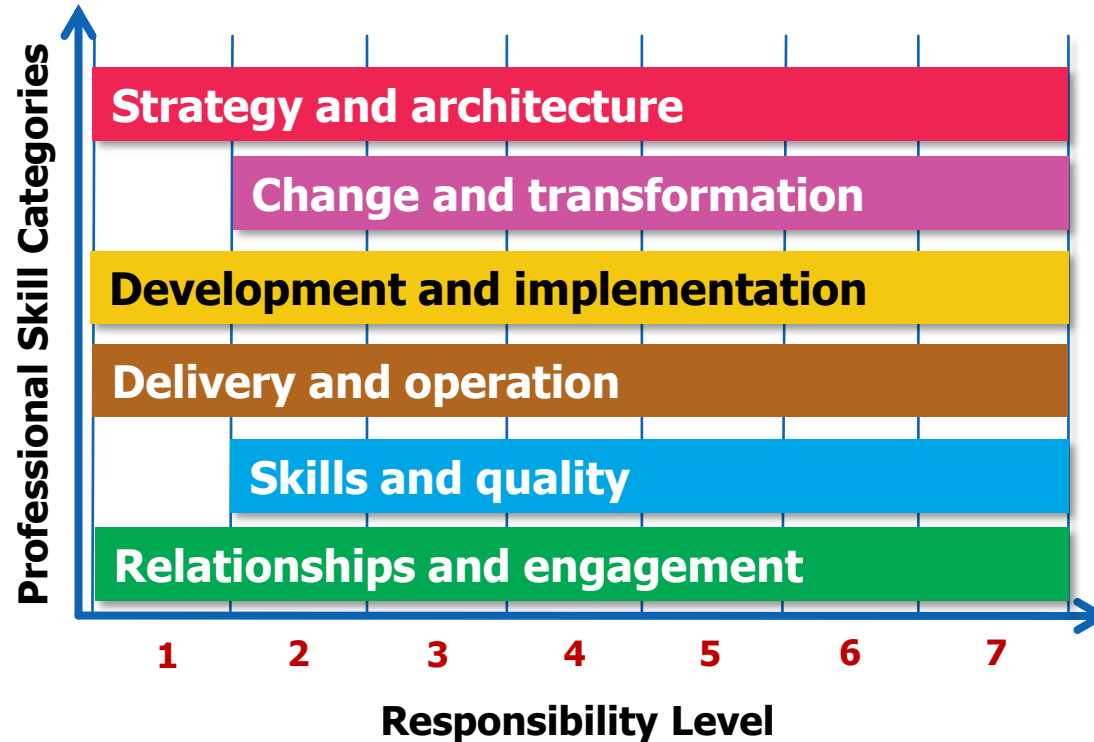 Professional Skill Categories
Strategy and architecture
Change and transformation
Development and implementation
Delivery and operation
Skills and quality
Relationships and engagement
1 2 3 4 5 6 7
Responsibility Level